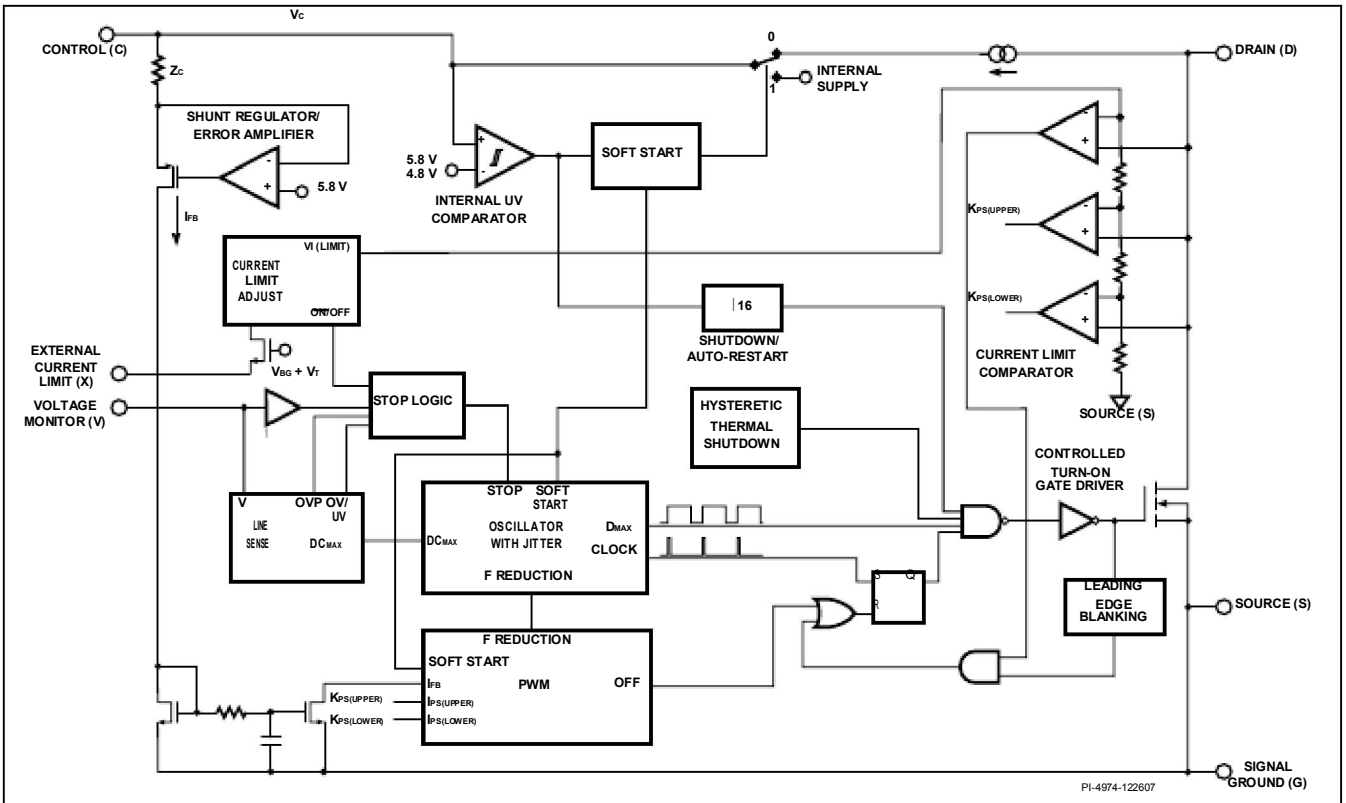 VC
CONTROL (C)
ZC
0
1
INTERNAL
SUPPLY
DRAIN (D)
SHUNT REGULATOR/
ERROR AMPLIFIER
-
+
5.8 V
IFB
+
-
5.8 V
4.8 V
INTERNAL UV
COMPARATOR
SOFT START
-
+
KPS(UPPER)
-
+
KPS(LOWER)
-
+
CURRENT LIMIT
COMPARATOR
SOURCE (S)
VI (LIMIT)
CURRENT
LIMIT
ADJUST
ON/OFF
16
SHUTDOWN/
AUTO-RESTART
EXTERNAL
CURRENT
LIMIT (X)
VBG + VT
VOLTAGE
MONITOR (V)
STOP LOGIC
HYSTERETIC
THERMAL
SHUTDOWN
CONTROLLED
TURN-ON
GATE DRIVER
V
OVP OV/
UV
LINE
SENSE
DCMAX
STOP
SOFT
START
DCMAX
OSCILLATOR
WITH JITTER
DMAX
CLOCK
F REDUCTION
S
Q
R
LEADING
EDGE
BLANKING
SOURCE (S)
F REDUCTION
SOFT START
PWM
OFF
IFB
KPS(UPPER)
IPS(UPPER)
KPS(LOWER)
IPS(LOWER)
SIGNAL
GROUND (G)
PI-4974-122607